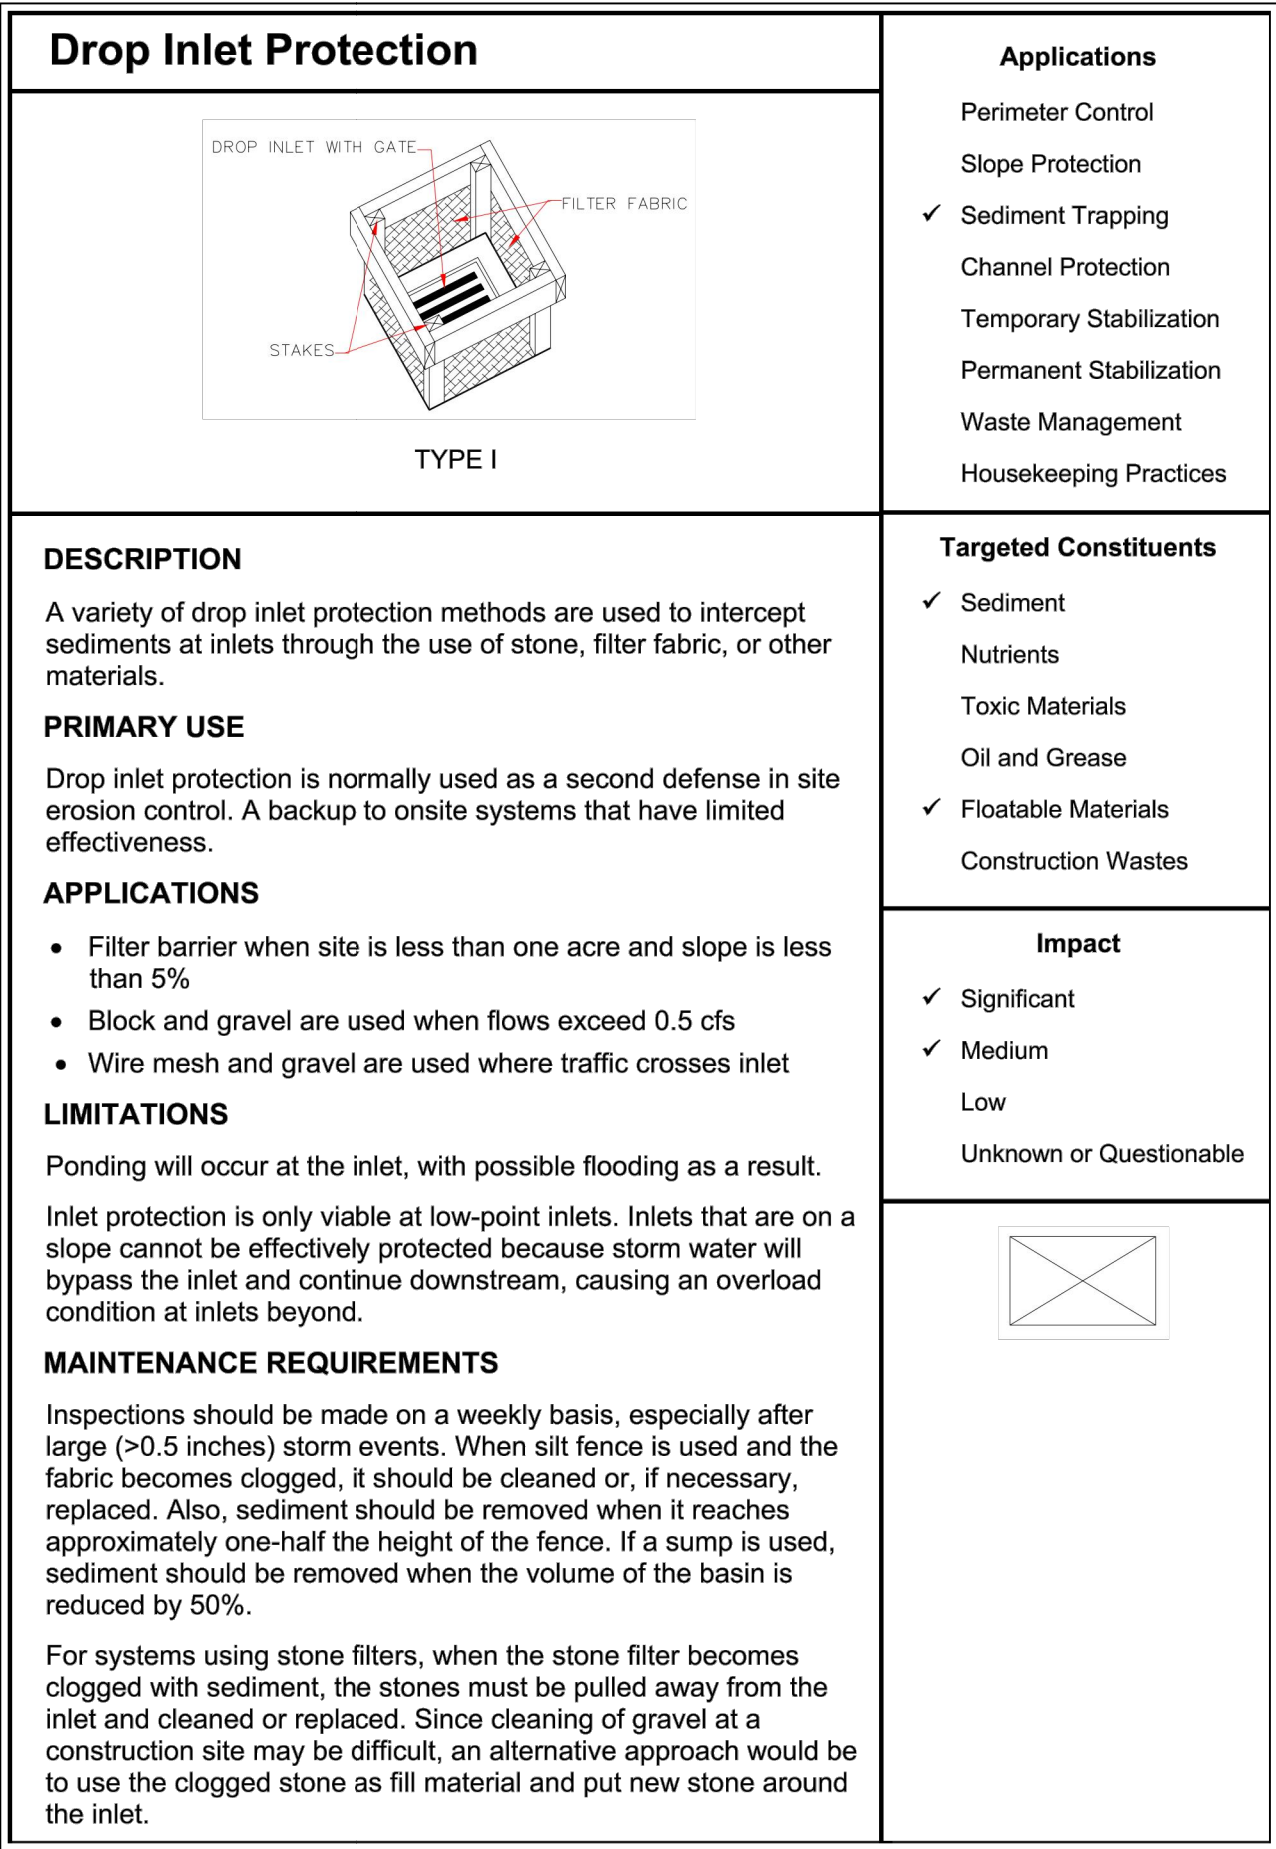 Drop Inlet Protection
DROP INLET WITH GATE
FILTER FABRIC
STAKES
TYPE I
DESCRIPTION
A variety of drop inlet protection methods are used to intercept
sediments at inlets through the use of stone, filter fabric, or other
materials.
PRIMARY USE
Drop inlet protection is normally used as a second defense in site
erosion control. A backup to onsite systems that have limited
effectiveness.
APPLICATIONS
• Filter barrier when site is less than one acre and slope is less
than 5%
• Block and gravel are used when flows exceed 0.5 cfs
• Wire mesh and gravel are used where traffic crosses inlet
LIMITATIONS
Ponding will occur at the inlet, with possible flooding as a result.
Inlet protection is only viable at low-point inlets. Inlets that are on a
slope cannot be effectively protected because storm water will
bypass the inlet and continue downstream, causing an overload
condition at inlets beyond.
MAINTENANCE REQUIREMENTS
Inspections should be made on a weekly basis, especially after
large (>0.5 inches) storm events. When silt fence is used and the
fabric becomes clogged, it should be cleaned or, if necessary,
replaced. Also, sediment should be removed when it reaches
approximately one-half the height of the fence. If a sump is used,
sediment should be removed when the volume of the basin is
reduced by 50%.
For systems using stone filters, when the stone filter becomes
clogged with sediment, the stones must be pulled away from the
inlet and cleaned or replaced. Since cleaning of gravel at a
construction site may be difficult, an alternative approach would be
to use the clogged stone as fill material and put new stone around
the inlet.
Applications
Perimeter Control
Slope Protection
✓ Sediment Trapping
Channel Protection
Temporary Stabilization
Permanent Stabilization
Waste Management
Housekeeping Practices
Targeted Constituents
✓ Sediment
Nutrients
Toxic Materials
Oil and Grease
✓ Floatable Materials
Construction Wastes
Impact
✓ Significant
✓ Medium
Low
Unknown or Questionable